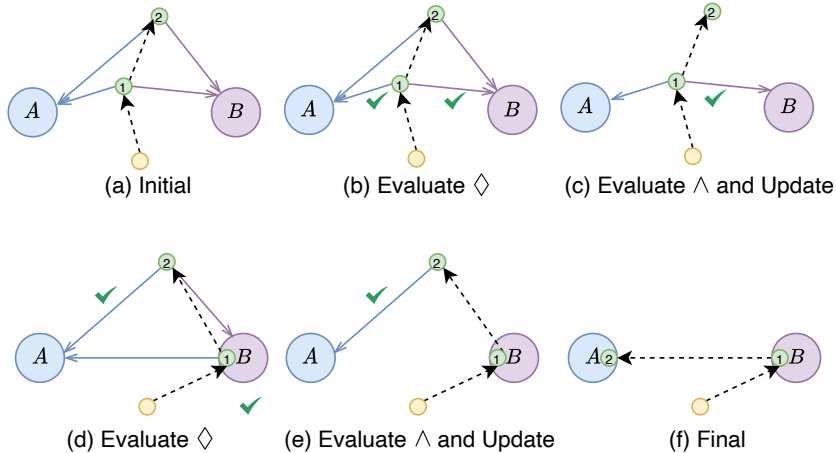 2
1
A
B
(a) Initial
2
1
A
B
(b) Evaluate ◇
2
1
A
B
(c) Evaluate ∧ and Update
2
A
1
B
(d) Evaluate ◇
2
A
1
B
(e) Evaluate ∧ and Update
A
2
1
B
(f) Final